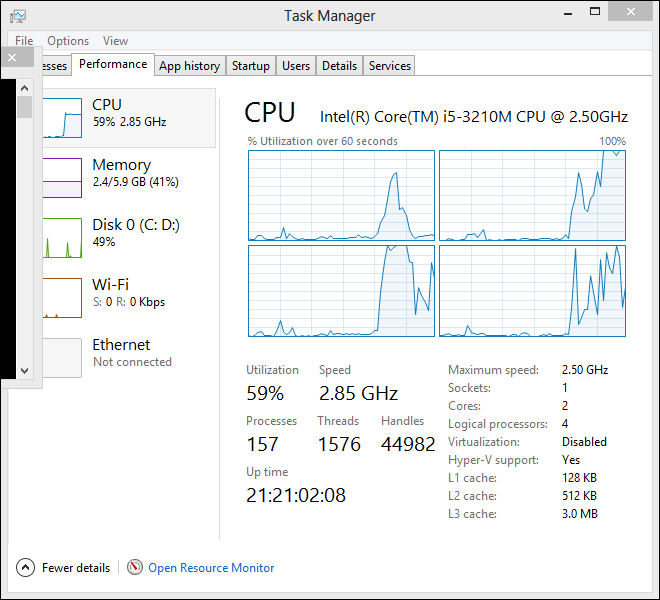 Task Manager
File Options View
esses Performance App history Startup Users Details Services
CPU
59% 2.85 GHz
Memory
2.4/5.9 GB (41%)
Disk 0 (C: D:)
49%
Wi-Fi
S: 0 R: 0 Kbps
Ethernet
Not connected
CPU Intel(R) Core(TM) i5-3210M CPU @ 2.50GHz
% Utilization over 60 seconds 100%
Utilization Speed
59% 2.85 GHz
Processes Threads Handles
157 1576 44982
Up time
21:21:02:08
Maximum speed: 2.50 GHz
Sockets: 1
Cores: 2
Logical processors: 4
Virtualization: Disabled
Hyper-V support: Yes
L1 cache: 128 KB
L2 cache: 512 KB
L3 cache: 3.0 MB
Fewer details Open Resource Monitor